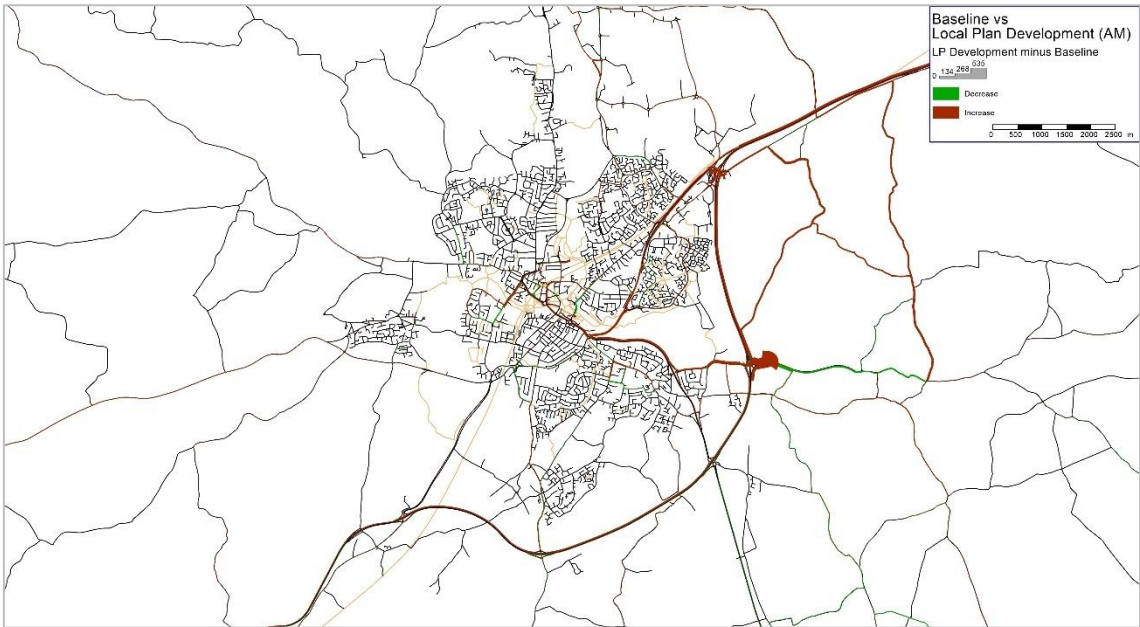 Baseline vs
Local Plan Development (AM)
LP Development minus Baseline
0 134 268 535
Decrease
Increase
0 500 1000 1500 2000 2500 m